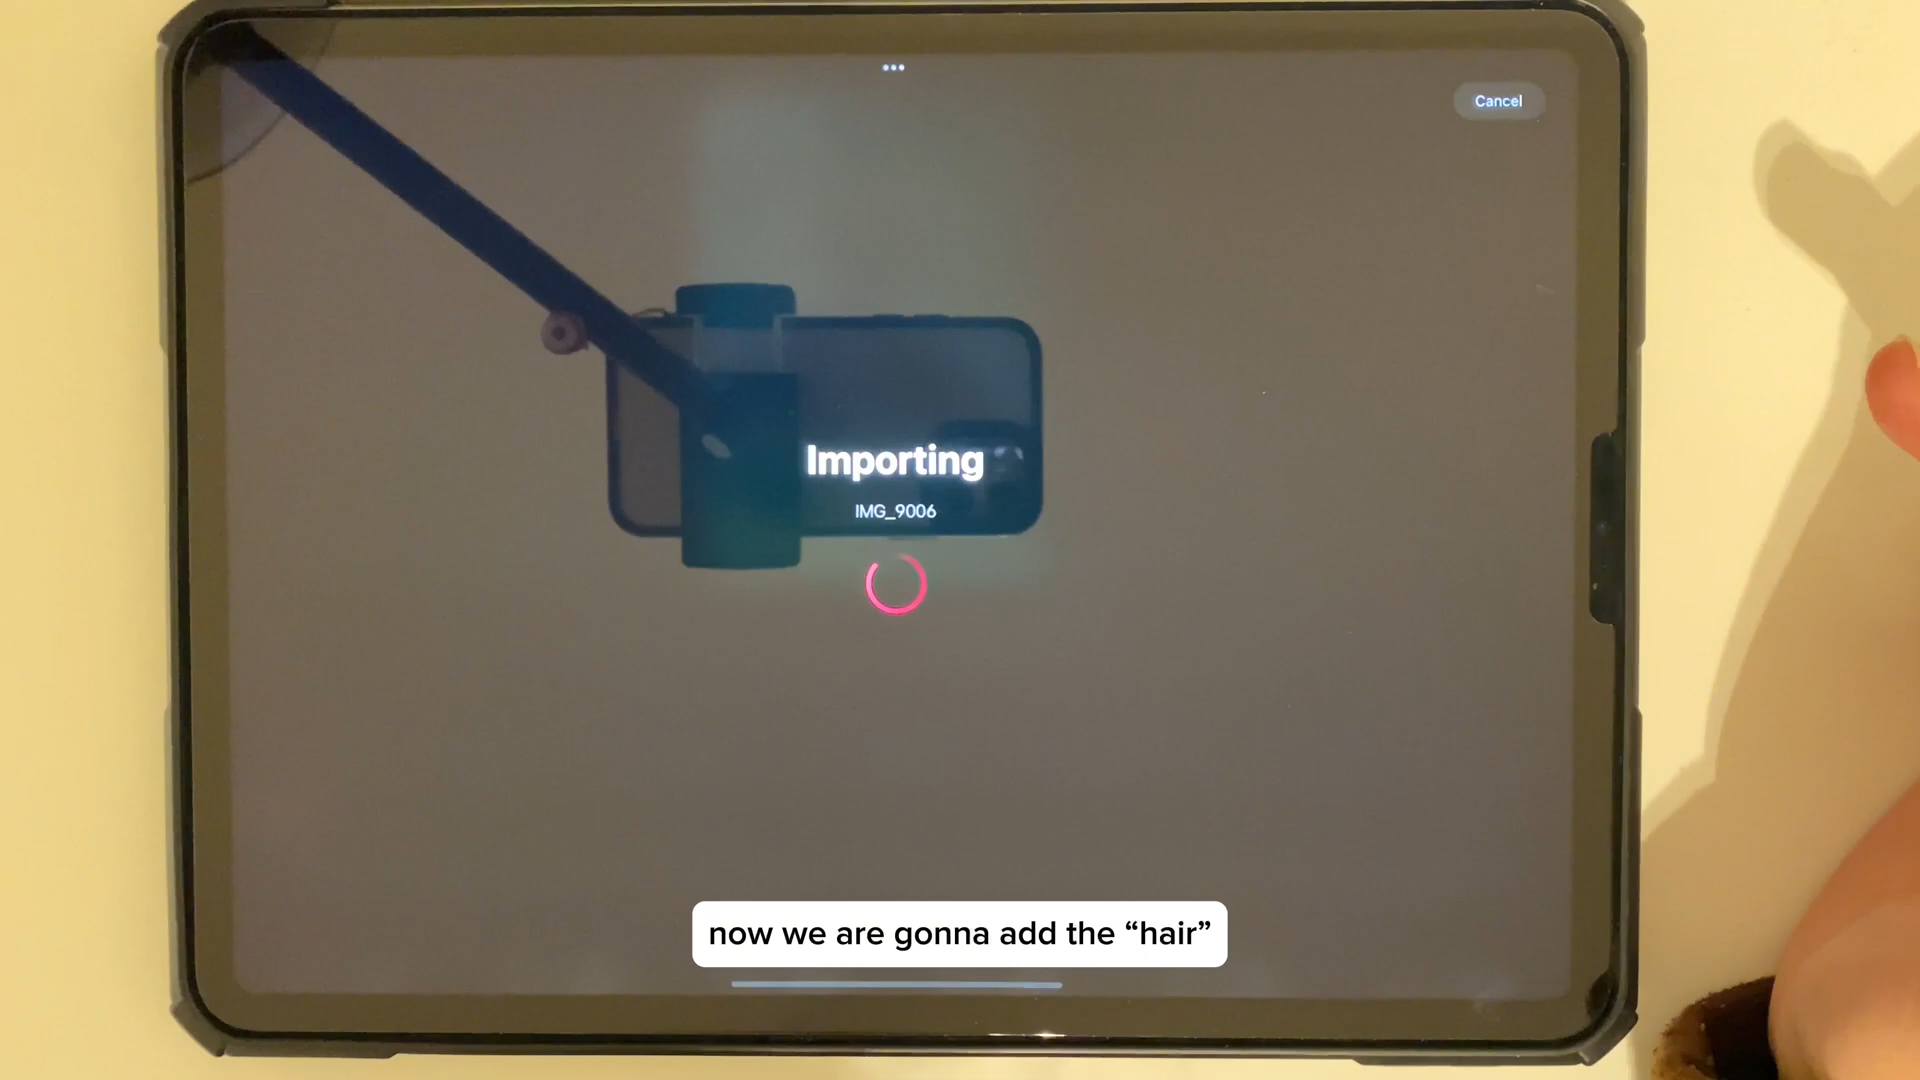 Cancel
Importing
IMG_9006
now we are gonna add the “hair”